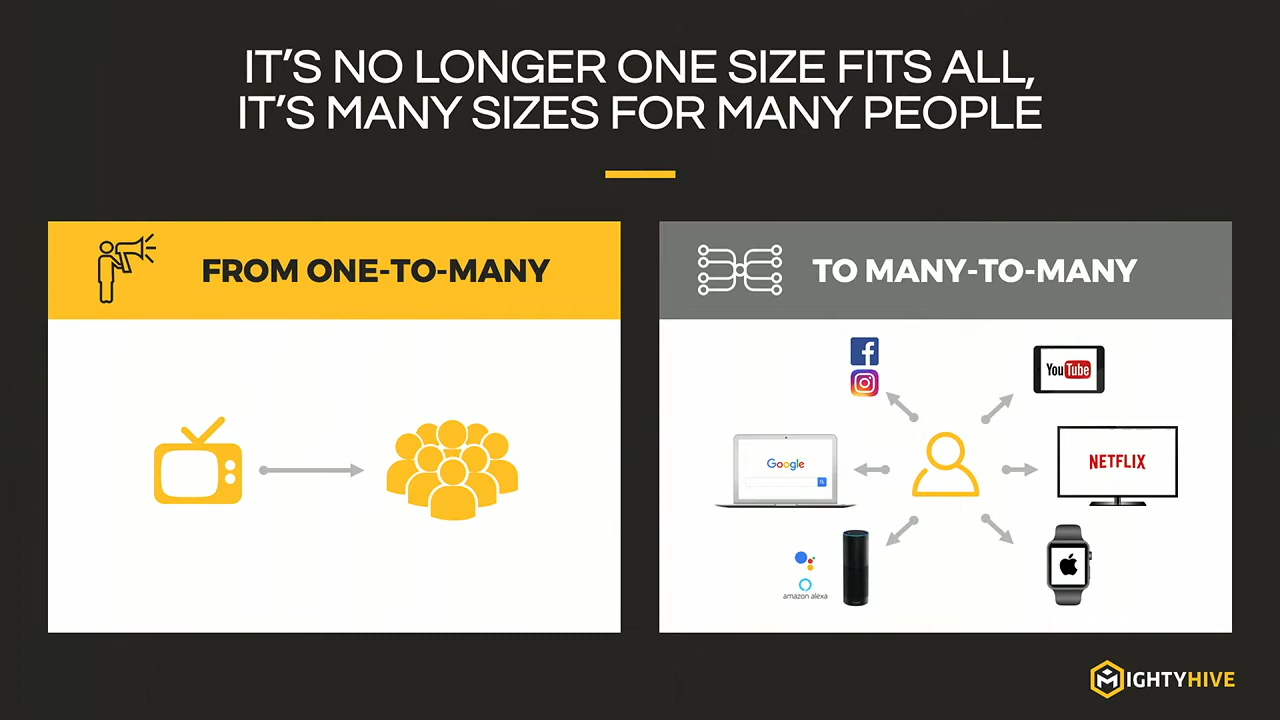 IT'S NO LONGER ONE SIZE FITS ALL,
IT'S MANY SIZES FOR MANY PEOPLE
FROM ONE-TO-MANY
TO MANY-TO-MANY
YouTube
Google
NETFLIX
amazon alexa
MIGHTYHIVE